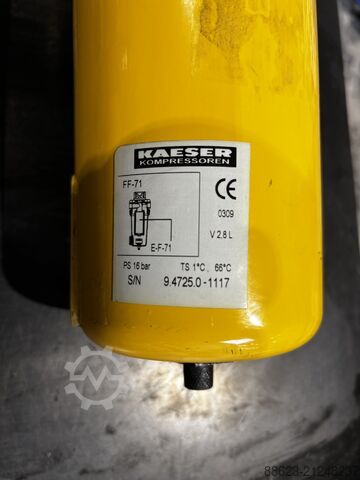 KAESER
KOMPRESSOREN
FF-71
CE
0309
V 2,8 L
E-F-71
PS 16 bar
TS 1°C, 66°C
S/N
9.4725.0-1117